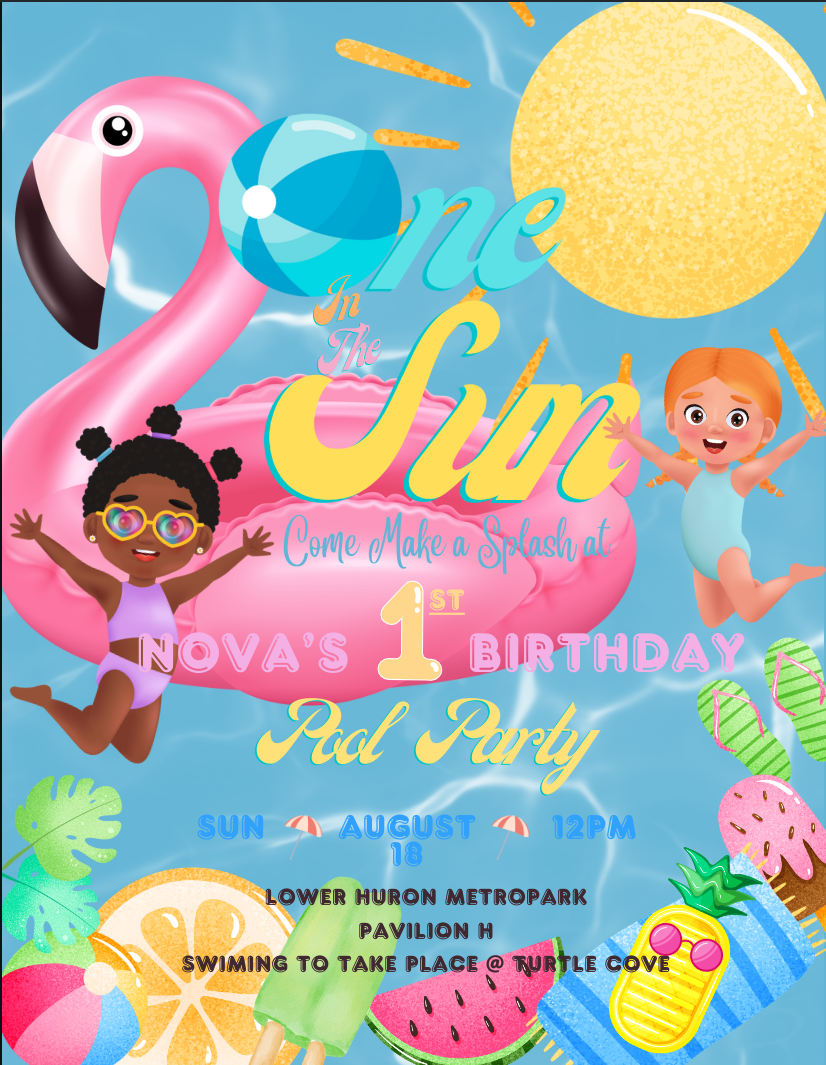 One
In
The
Sun
Come Make a Splash at
NOVA'S 1ST BIRTHDAY
Pool Party
SUN AUGUST 18 12PM
LOWER HURON METROPARK
PAVILION H
SWIMING TO TAKE PLACE @ TURTLE COVE